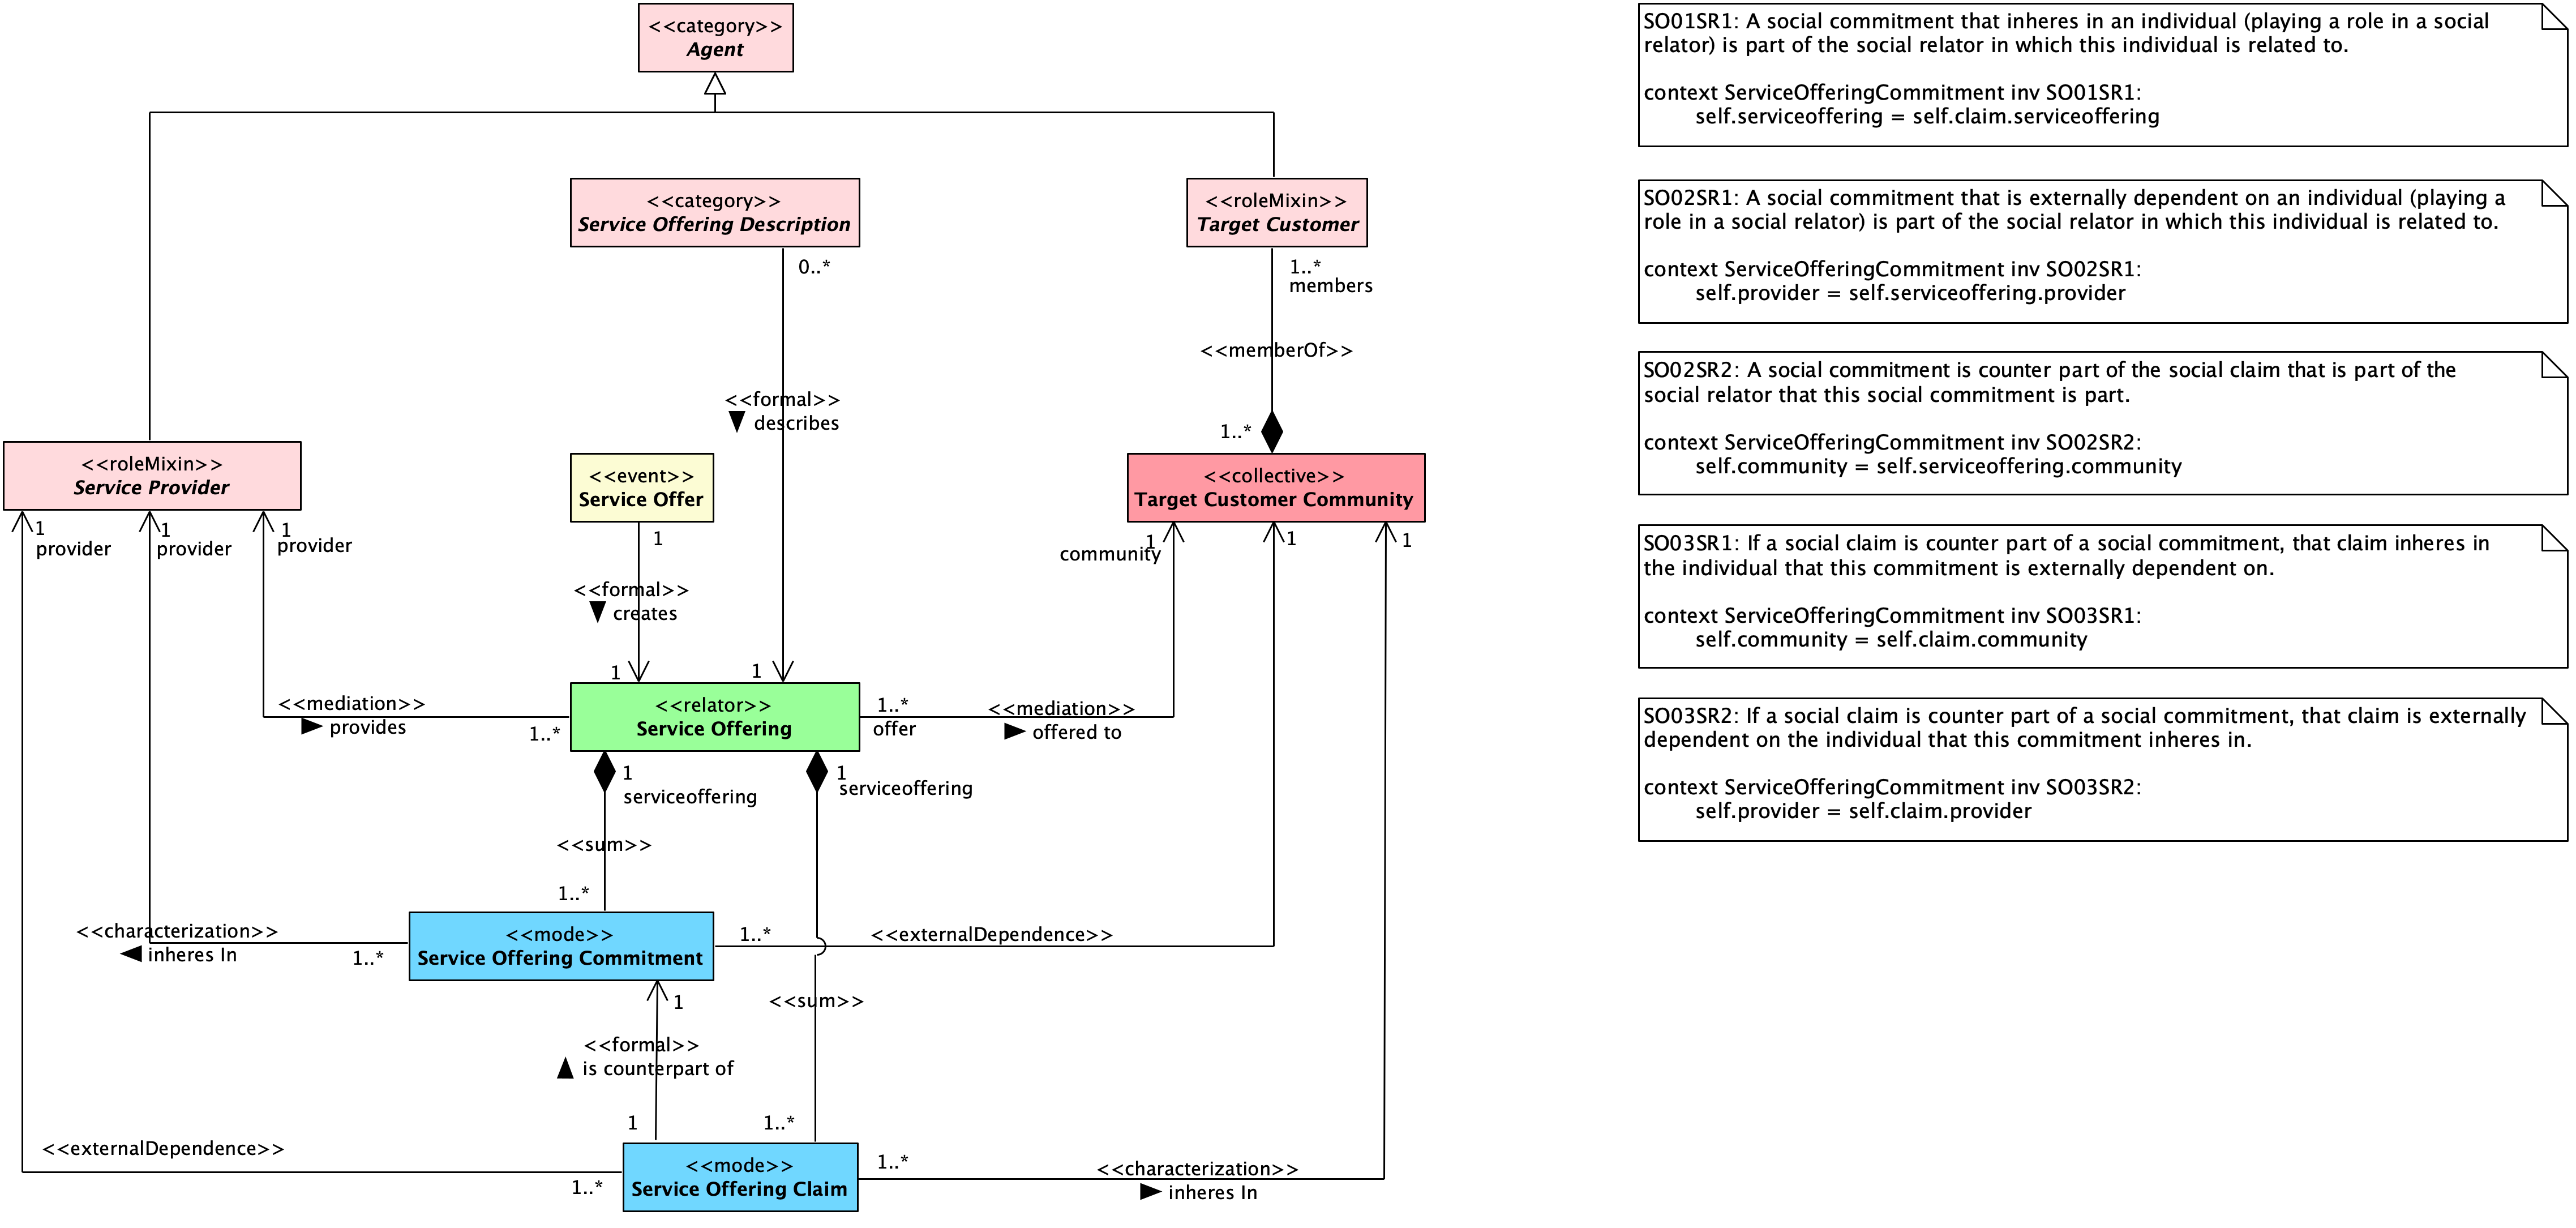 <<category>>
Agent
<<category>>
Service Offering Description
0..*
<<roleMixin>>
Target Customer
1..*
members
<<memberOf>>
<<formal>>
describes
1..*
<<roleMixin>>
Service Provider
<<event>>
Service Offer
<<collective>>
Target Customer Community
1
provider
1
provider
1
provider
1
1
community
1
1
<<formal>>
creates
1
1
<<mediation>>
provides
1..*
<<relator>>
Service Offering
1..*
offer
<<mediation>>
offered to
1
serviceoffering
1
serviceoffering
<<sum>>
1..*
<<characterization>>
inheres In
1..*
<<mode>>
Service Offering Commitment
1..*
<<externalDependence>>
1
<<sum>>
<<formal>>
is counterpart of
1
1..*
<<externalDependence>>
1..*
<<mode>>
Service Offering Claim
1..*
<<characterization>>
inheres In
SO01SR1: A social commitment that inheres in an individual (playing a role in a social
relator) is part of the social relator in which this individual is related to.
context ServiceOfferingCommitment inv SO01SR1:
self.serviceoffering = self.claim.serviceoffering
SO02SR1: A social commitment that is externally dependent on an individual (playing a
role in a social relator) is part of the social relator in which this individual is related to.
context ServiceOfferingCommitment inv SO02SR1:
self.provider = self.serviceoffering.provider
SO02SR2: A social commitment is counter part of the social claim that is part of the
social relator that this social commitment is part.
context ServiceOfferingCommitment inv SO02SR2:
self.community = self.serviceoffering.community
SO03SR1: If a social claim is counter part of a social commitment, that claim inheres in
the individual that this commitment is externally dependent on.
context ServiceOfferingCommitment inv SO03SR1:
self.community = self.claim.community
SO03SR2: If a social claim is counter part of a social commitment, that claim is externally
dependent on the individual that this commitment inheres in.
context ServiceOfferingCommitment inv SO03SR2:
self.provider = self.claim.provider